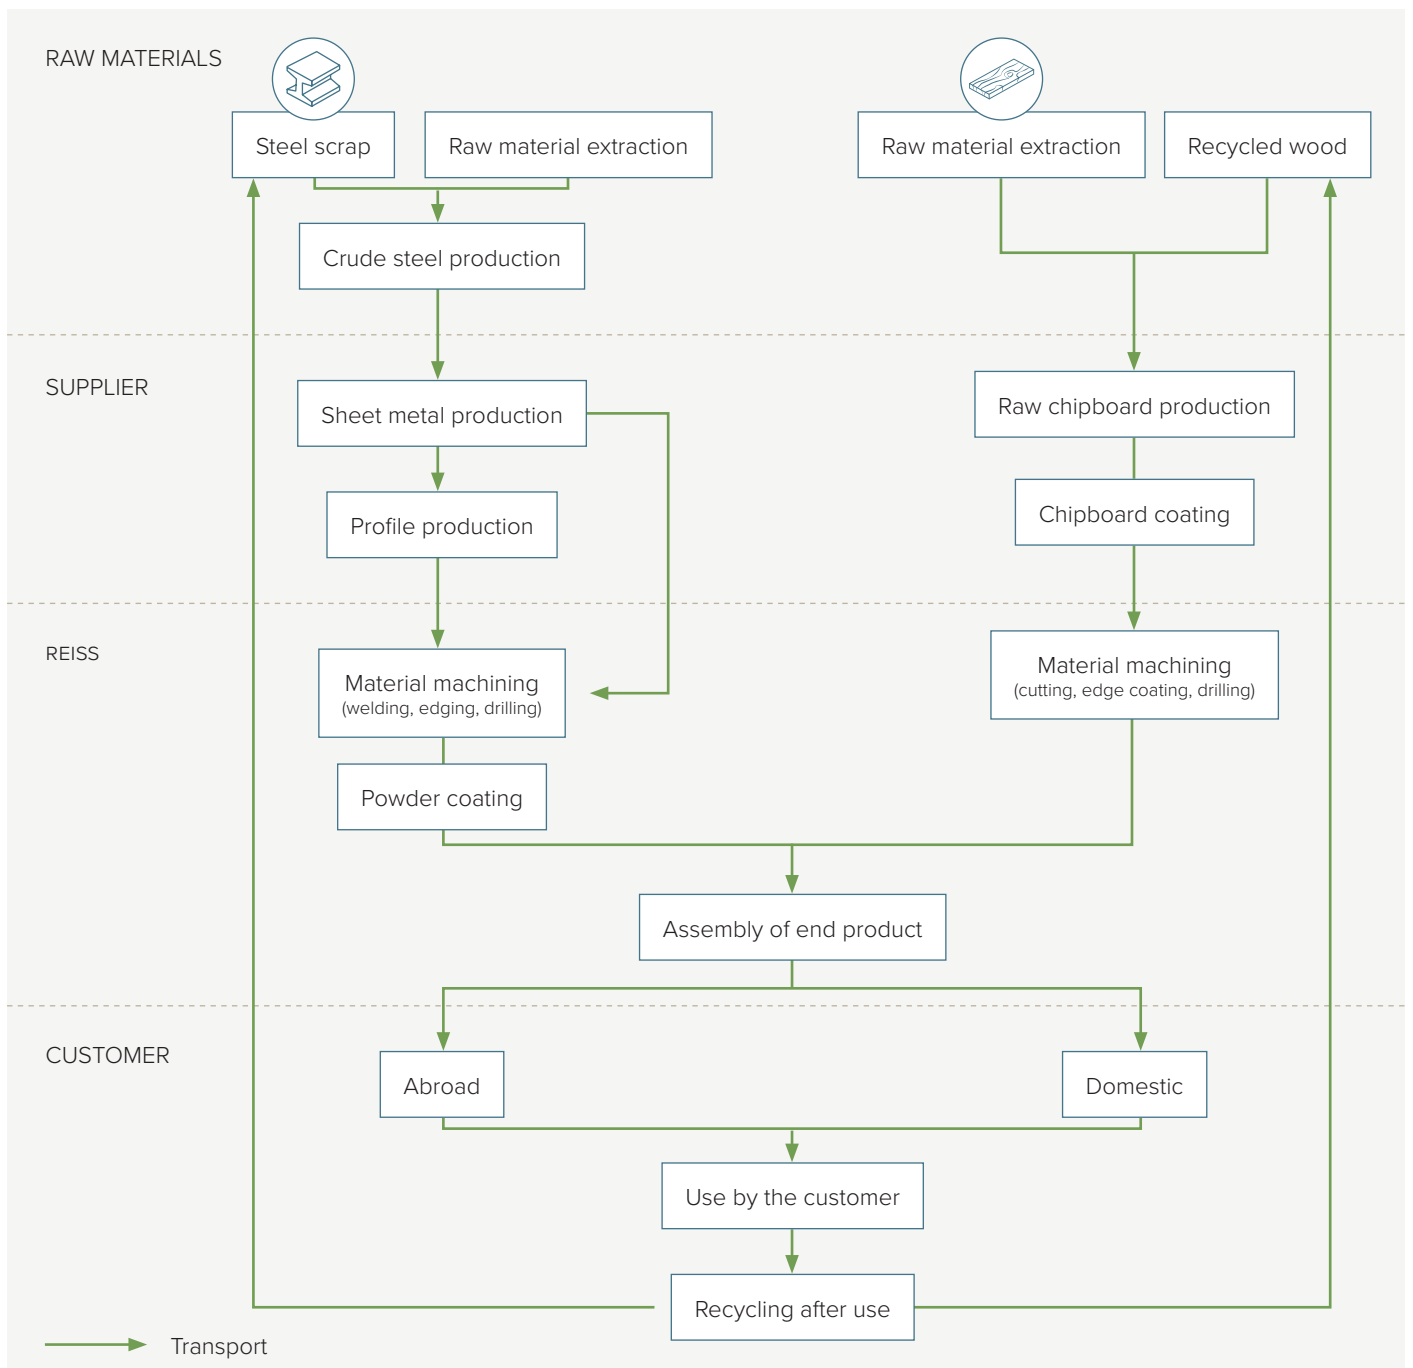 RAW MATERIALS
Steel scrap
Raw material extraction
Raw material extraction
Recycled wood
Crude steel production
SUPPLIER
Sheet metal production
Raw chipboard production
Profile production
Chipboard coating
REISS
Material machining
(welding, edging, drilling)
Material machining
(cutting, edge coating, drilling)
Powder coating
Assembly of end product
CUSTOMER
Abroad
Domestic
Use by the customer
Recycling after use
Transport